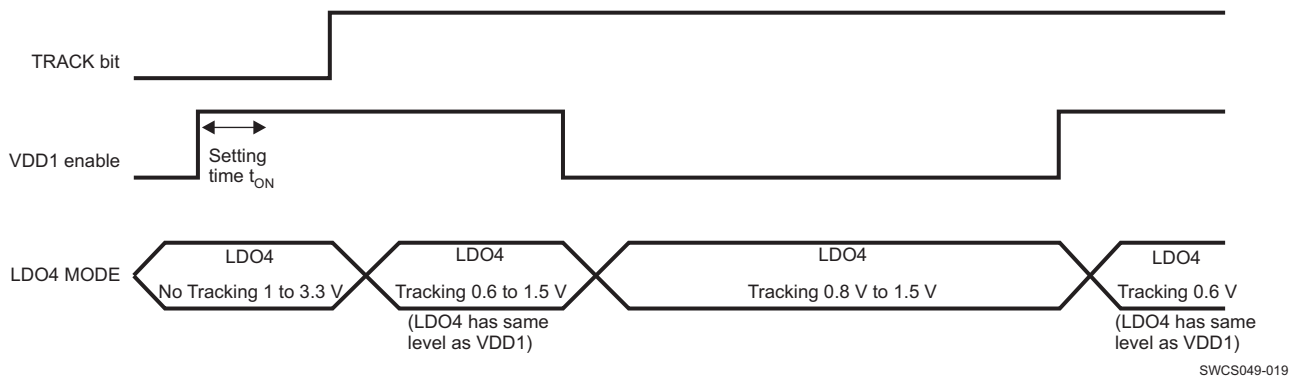 TRACK bit
VDD1 enable
Setting
time tON
LDO4 MODE
LDO4
No Tracking 1 to 3.3 V
LDO4
Tracking 0.6 to 1.5 V
(LDO4 has same
level as VDD1)
LDO4
Tracking 0.8 V to 1.5 V
LDO4
Tracking 0.6 V
(LDO4 has same
level as VDD1)
SWCS049-019